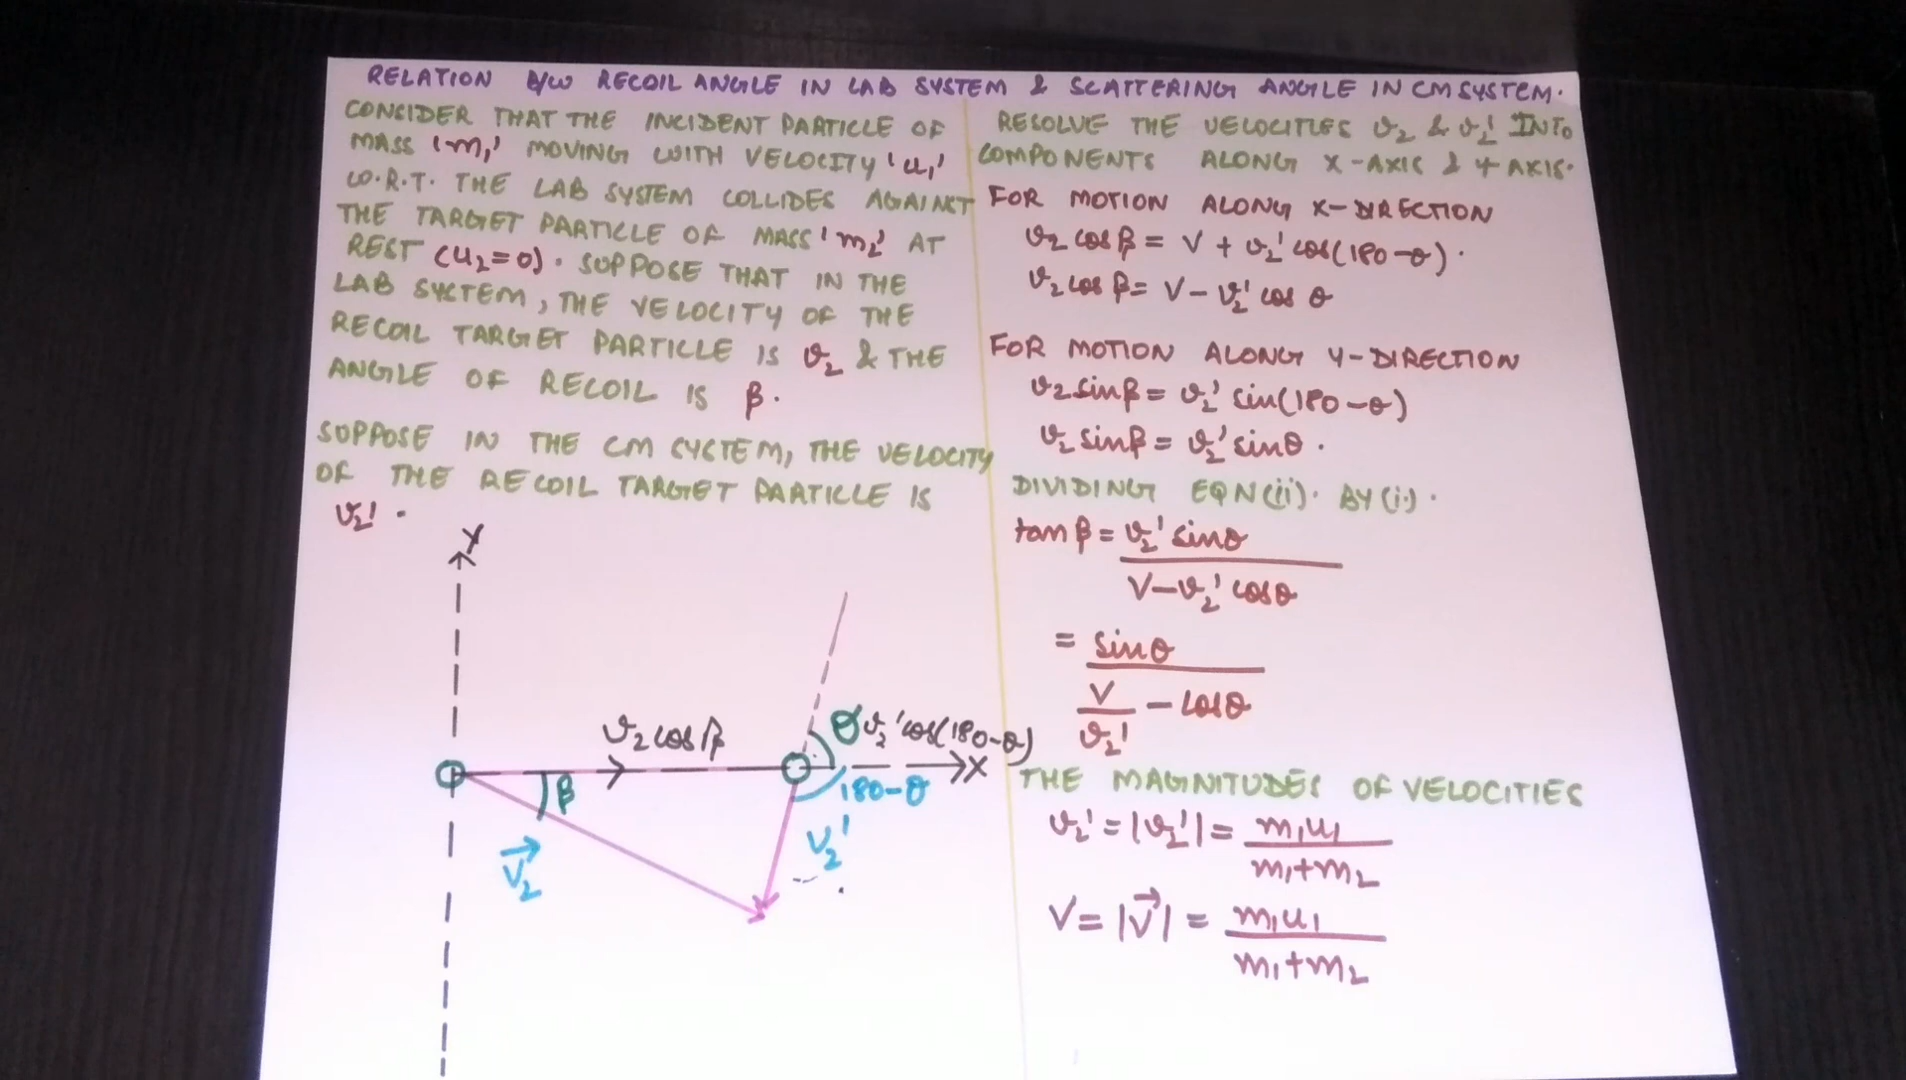 RELATION B/W RECOIL ANGLE IN LAB SYSTEM & SCATTERING ANGLE IN CM SYSTEM.
CONSIDER THAT THE INCIDENT PARTICLE OF
MASS 'm₁' MOVING WITH VELOCITY 'u₁'
W.R.T. THE LAB SYSTEM COLLIDES AGAINST
THE TARGET PARTICLE OF MASS 'm₂' AT
REST (u₂=0). SUPPOSE THAT IN THE
LAB SYSTEM, THE VELOCITY OF THE
RECOIL TARGET PARTICLE IS v₂ & THE
ANGLE OF RECOIL IS β.
SUPPOSE IN THE CM SYSTEM, THE VELOCITY
OF THE RECOIL TARGET PARTICLE IS
v₂'.
Y
v₂ cos β
θ
v₂'cos(180-θ)
X
β
180-θ
V₂
V₂'
RESOLVE THE VELOCITIES v₂ & v₂' INTO
COMPONENTS ALONG X-AXIS & Y AXIS.
FOR MOTION ALONG X-DIRECTION
v₂ cos β = V + v₂' cos(180-θ).
v₂ cos β = V - v₂' cos θ
FOR MOTION ALONG Y-DIRECTION
v₂ sin β = v₂' sin(180-θ)
v₂ sin β = v₂' sin θ.
DIVIDING EQN(ii). BY (i.).
tan β = v₂' sin θ
V - v₂' cos θ
= sin θ
V
- cos θ
v₂'
THE MAGNITUDES OF VELOCITIES
v₂' = |v₂'| = m₁u₁
m₁+m₂
V = |V| = m₁u₁
m₁+m₂